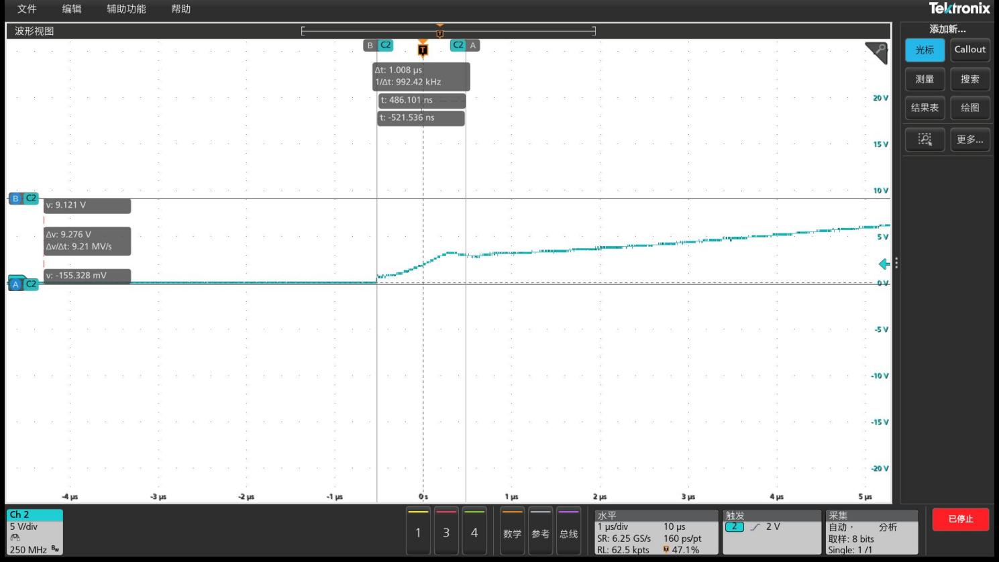 文件 编辑 辅助功能 帮助
Tektronix
波形视图
添加新...
光标 Callout
测量 搜索
结果表 绘图
更多...
B C2 T C2 A
Δt: 1.008 µs
1/Δt: 992.42 kHz
t: 486.101 ns
t: -521.536 ns
20 V
15 V
10 V
5 V
0 V
-5 V
-10 V
-15 V
-20 V
B C2
v: 9.121 V
Δv: 9.276 V
Δv/Δt: 9.21 MV/s
v: -155.328 mV
A C2
-4 µs -3 µs -2 µs -1 µs 0 s 1 µs 2 µs 3 µs 4 µs 5 µs
Ch 2
5 V/div
250 MHz Bw
1 3 4 数学 参考 总线
水平
1 µs/div 10 µs
SR: 6.25 GS/s 160 ps/pt
RL: 62.5 kpts 47.1%
触发
2 2 V
采集
自动, 分析
取样: 8 bits
Single: 1 /1
已停止